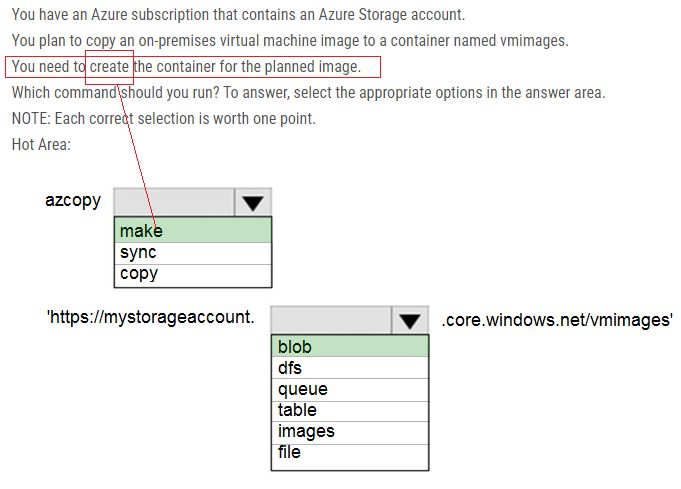 You have an Azure subscription that contains an Azure Storage account.
You plan to copy an on-premises virtual machine image to a container named vmimages.
You need to create the container for the planned image.
Which command should you run? To answer, select the appropriate options in the answer area.
NOTE: Each correct selection is worth one point.
Hot Area:
azcopy
make
sync
copy
'https://mystorageaccount. .core.windows.net/vmimages'
blob
dfs
queue
table
images
file